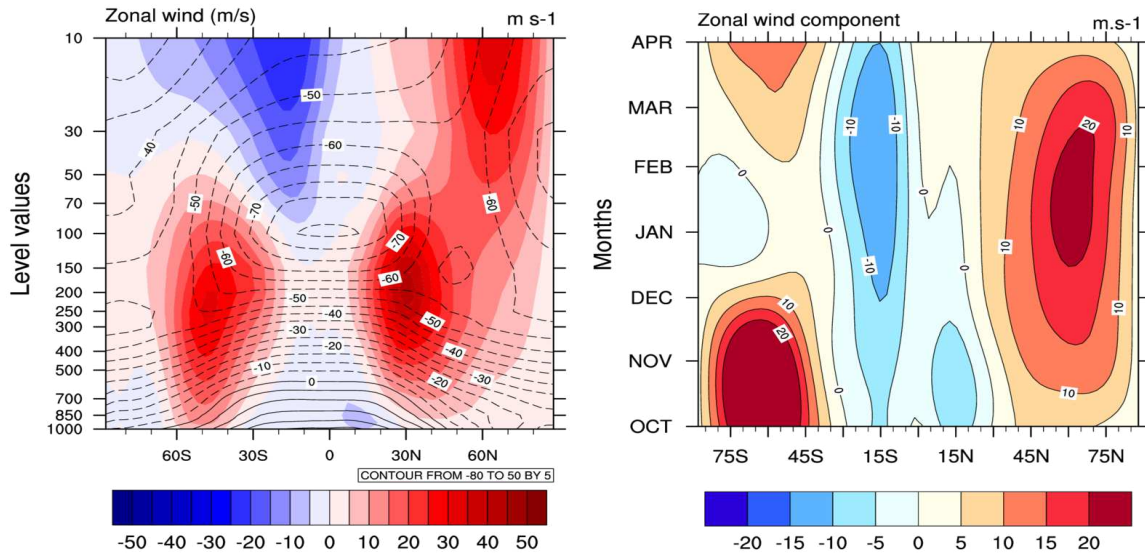 Zonal wind (m/s) m s-1
10
30
50
70
100
150
200
250
300
400
500
700
850
1000
Level values
-50
-40
-60
-50
-60
-70
-70
-60
-60
-50
-40
-50
-30
-20
-40
-10
-30
-20
0
60S 30S 0N 30N 60N
CONTOUR FROM -80 TO 50 BY 5
-50 -40 -30 -20 -10 0 10 20 30 40 50
Zonal wind component m.s-1
APR
MAR
FEB
JAN
DEC
NOV
OCT
Months
20
-10 -10 10 10
0
0
0
10
0
-10
10
10
20
0
0
10
75S 45S 15S 15N 45N 75N
-20 -15 -10 -5 0 5 10 15 20